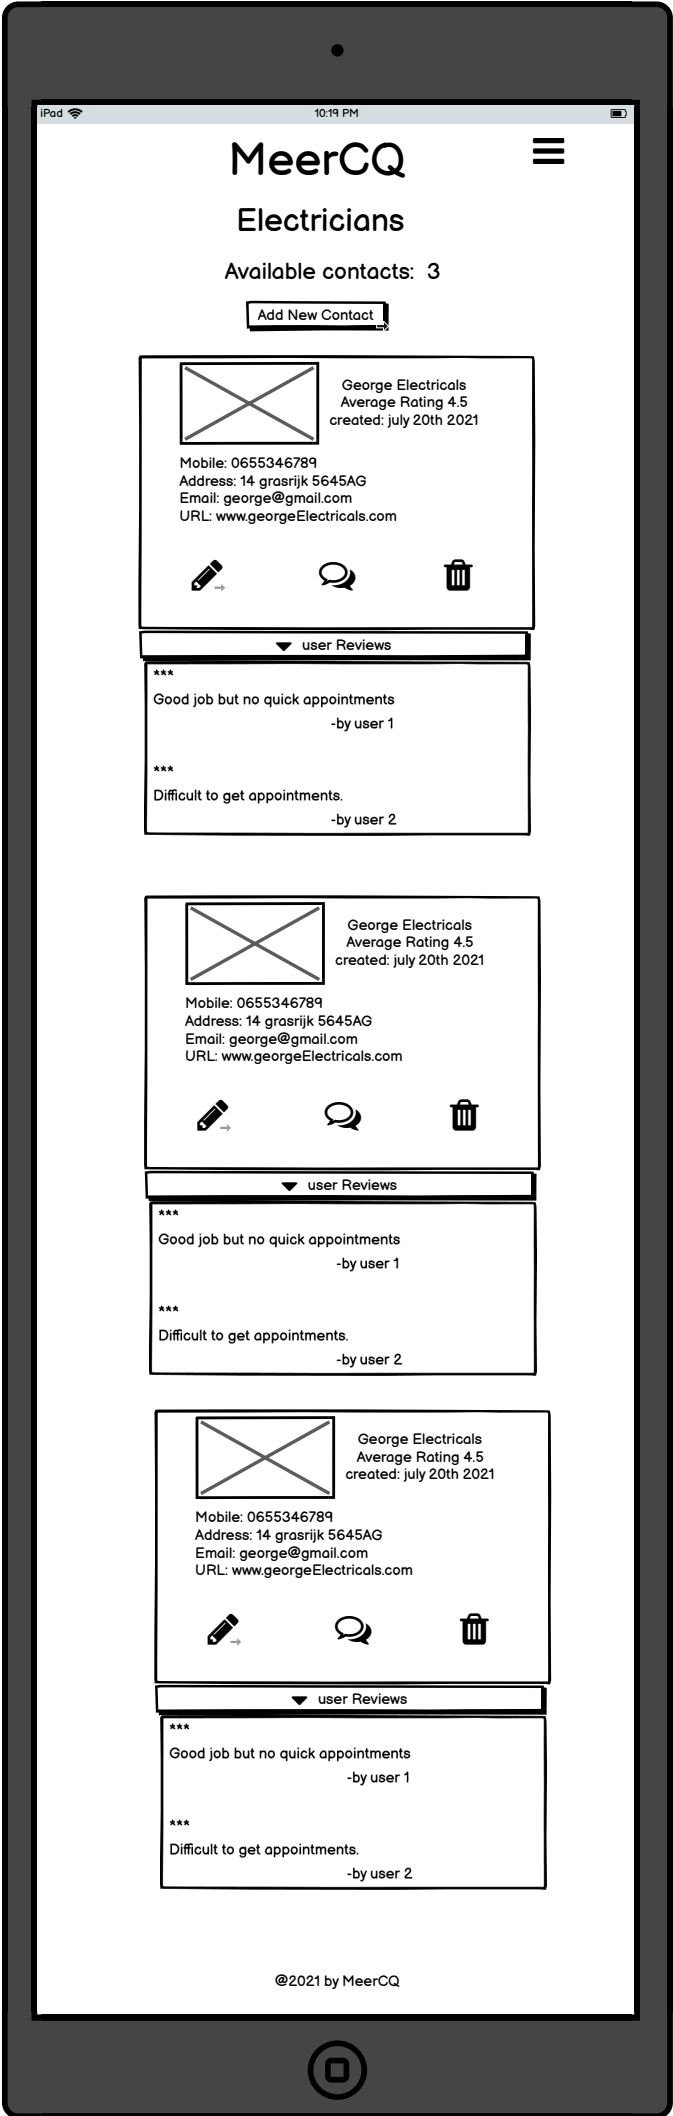 iPad 10:19 PM
MeerCQ
Electricians
Available contacts: 3
Add New Contact
George Electricals
Average Rating 4.5
created: july 20th 2021
Mobile: 0655346789
Address: 14 grasrijk 5645AG
Email: george@gmail.com
URL: www.georgeElectricals.com
user Reviews
***
Good job but no quick appointments
-by user 1
***
Difficult to get appointments.
-by user 2
George Electricals
Average Rating 4.5
created: july 20th 2021
Mobile: 0655346789
Address: 14 grasrijk 5645AG
Email: george@gmail.com
URL: www.georgeElectricals.com
user Reviews
***
Good job but no quick appointments
-by user 1
***
Difficult to get appointments.
-by user 2
George Electricals
Average Rating 4.5
created: july 20th 2021
Mobile: 0655346789
Address: 14 grasrijk 5645AG
Email: george@gmail.com
URL: www.georgeElectricals.com
user Reviews
***
Good job but no quick appointments
-by user 1
***
Difficult to get appointments.
-by user 2
@2021 by MeerCQ